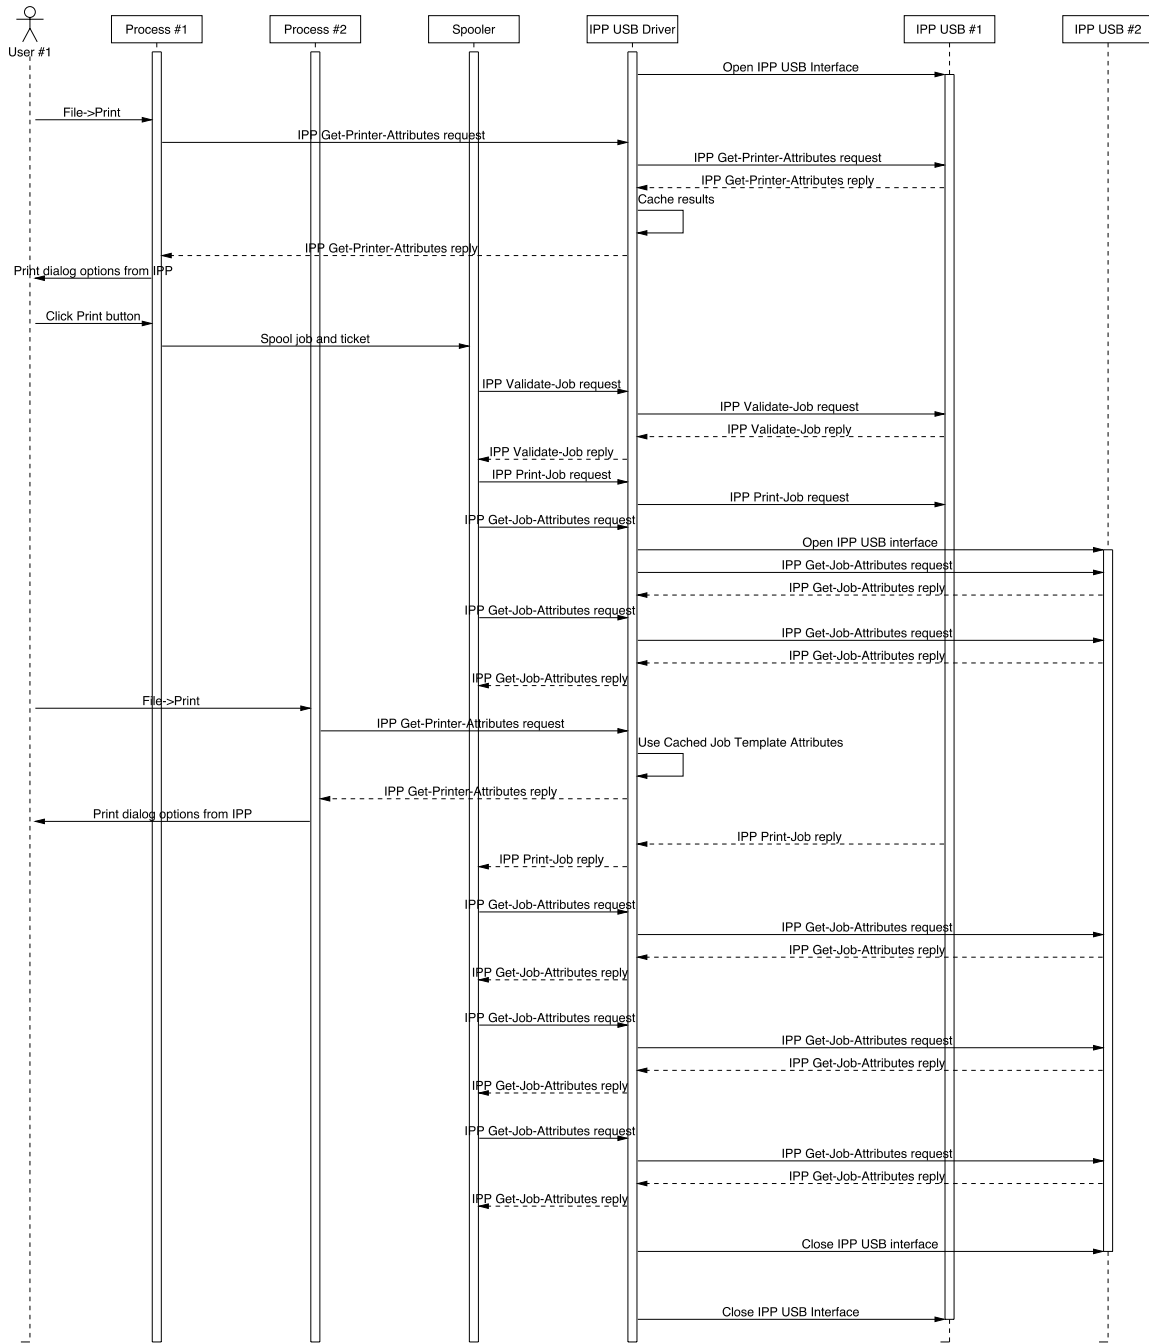 User #1
Process #1
Process #2
Spooler
IPP USB Driver
IPP USB #1
IPP USB #2
Open IPP USB Interface
File->Print
IPP Get-Printer-Attributes request
IPP Get-Printer-Attributes request
IPP Get-Printer-Attributes reply
Cache results
IPP Get-Printer-Attributes reply
Print dialog options from IPP
Click Print button
Spool job and ticket
IPP Validate-Job request
IPP Validate-Job request
IPP Validate-Job reply
IPP Validate-Job reply
IPP Print-Job request
IPP Print-Job request
IPP Get-Job-Attributes request
Open IPP USB interface
IPP Get-Job-Attributes request
IPP Get-Job-Attributes reply
IPP Get-Job-Attributes request
IPP Get-Job-Attributes request
IPP Get-Job-Attributes reply
IPP Get-Job-Attributes reply
File->Print
IPP Get-Printer-Attributes request
Use Cached Job Template Attributes
IPP Get-Printer-Attributes reply
Print dialog options from IPP
IPP Print-Job reply
IPP Print-Job reply
IPP Get-Job-Attributes request
IPP Get-Job-Attributes request
IPP Get-Job-Attributes reply
IPP Get-Job-Attributes reply
IPP Get-Job-Attributes request
IPP Get-Job-Attributes request
IPP Get-Job-Attributes reply
IPP Get-Job-Attributes reply
IPP Get-Job-Attributes request
IPP Get-Job-Attributes request
IPP Get-Job-Attributes reply
IPP Get-Job-Attributes reply
Close IPP USB interface
Close IPP USB Interface